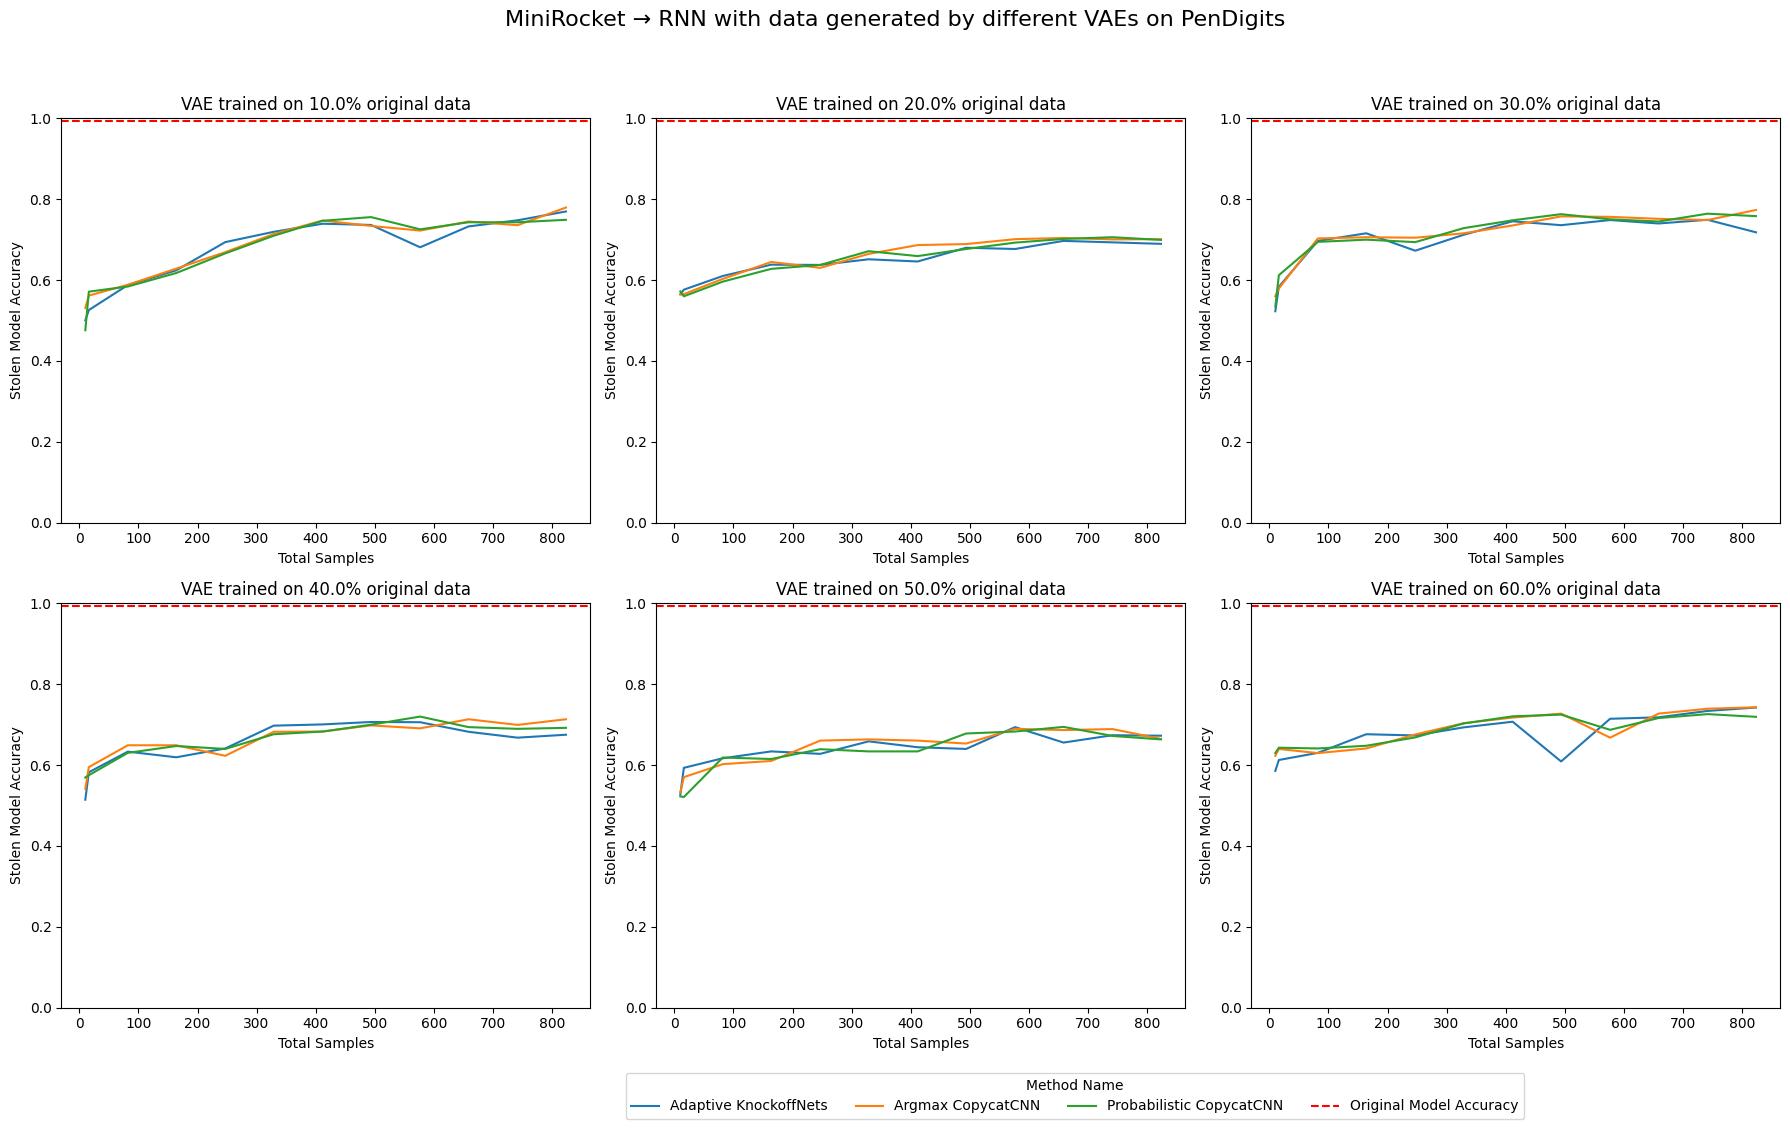 MiniRocket → RNN with data generated by different VAEs on PenDigits
VAE trained on 10.0% original data
1.0
0.8
0.6
0.4
0.2
0.0
Stolen Model Accuracy
0 100 200 300 400 500 600 700 800
Total Samples
VAE trained on 20.0% original data
1.0
0.8
0.6
0.4
0.2
0.0
Stolen Model Accuracy
0 100 200 300 400 500 600 700 800
Total Samples
VAE trained on 30.0% original data
1.0
0.8
0.6
0.4
0.2
0.0
Stolen Model Accuracy
0 100 200 300 400 500 600 700 800
Total Samples
VAE trained on 40.0% original data
1.0
0.8
0.6
0.4
0.2
0.0
Stolen Model Accuracy
0 100 200 300 400 500 600 700 800
Total Samples
VAE trained on 50.0% original data
1.0
0.8
0.6
0.4
0.2
0.0
Stolen Model Accuracy
0 100 200 300 400 500 600 700 800
Total Samples
VAE trained on 60.0% original data
1.0
0.8
0.6
0.4
0.2
0.0
Stolen Model Accuracy
0 100 200 300 400 500 600 700 800
Total Samples
Method Name
Adaptive KnockoffNets Argmax CopycatCNN Probabilistic CopycatCNN Original Model Accuracy